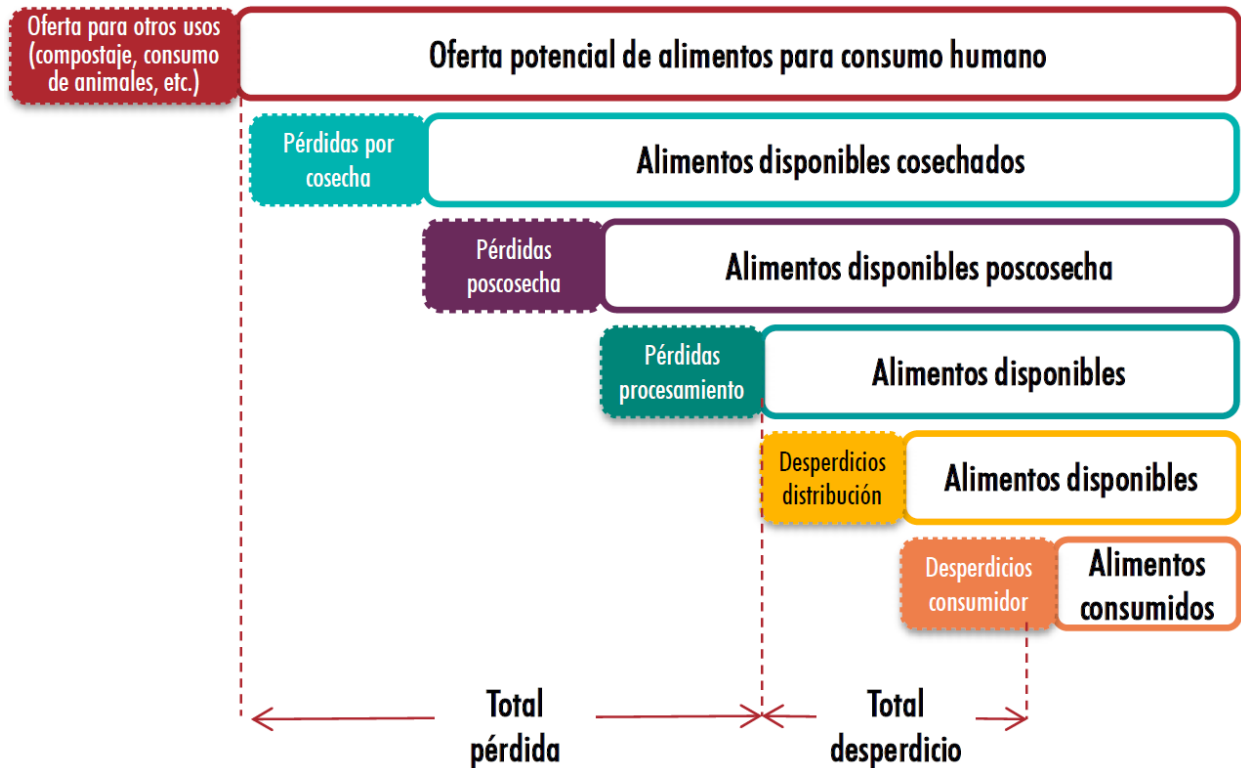 Oferta para otros usos
(compostaje, consumo
de animales, etc.)
Oferta potencial de alimentos para consumo humano
Pérdidas por
cosecha
Alimentos disponibles cosechados
Pérdidas
poscosecha
Alimentos disponibles poscosecha
Pérdidas
procesamiento
Alimentos disponibles
Desperdicios
distribución
Alimentos disponibles
Desperdicios
consumidor
Alimentos
consumidos
Total
pérdida
Total
desperdicio